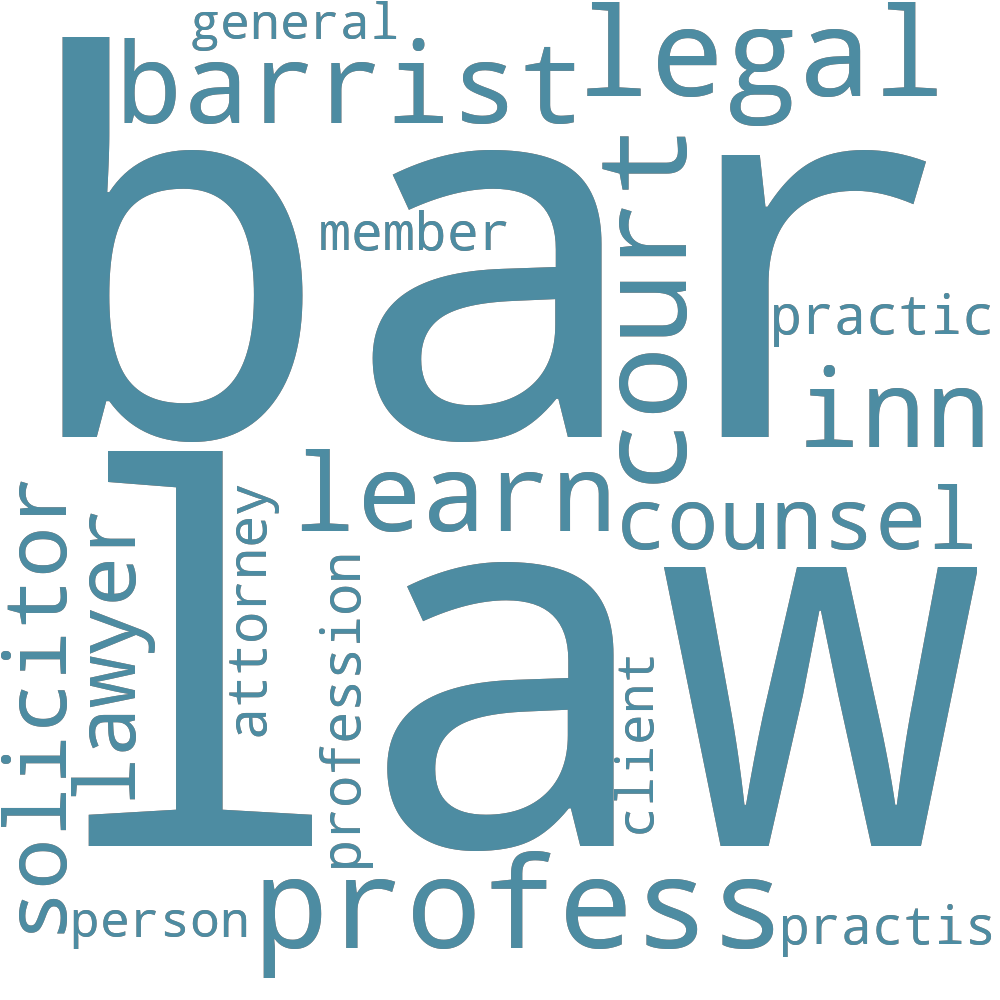 general
barrist
legal
bar
member
court
practic
inn
learn
counsel
solicitor
lawyer
attorney
law
profession
client
profess
person
practis